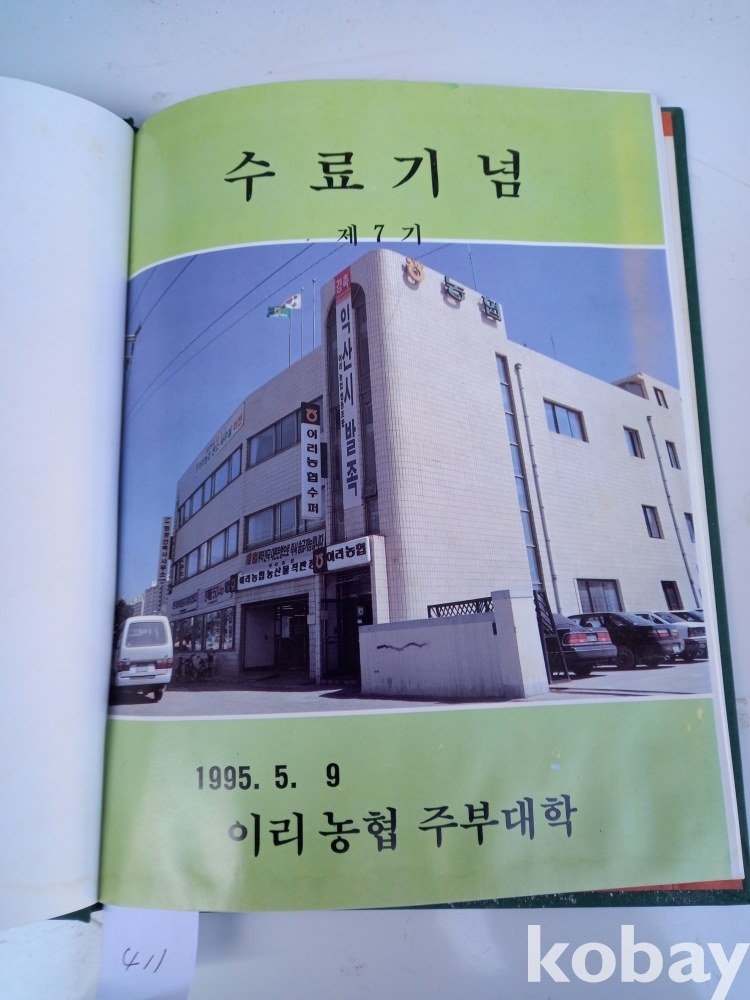 수료기념
제7기
농협
경축
익산시 발족
이리농협수퍼
이리농협
이리농협 농산물직판장
1995. 5. 9
이리농협 주부대학
411
kobay